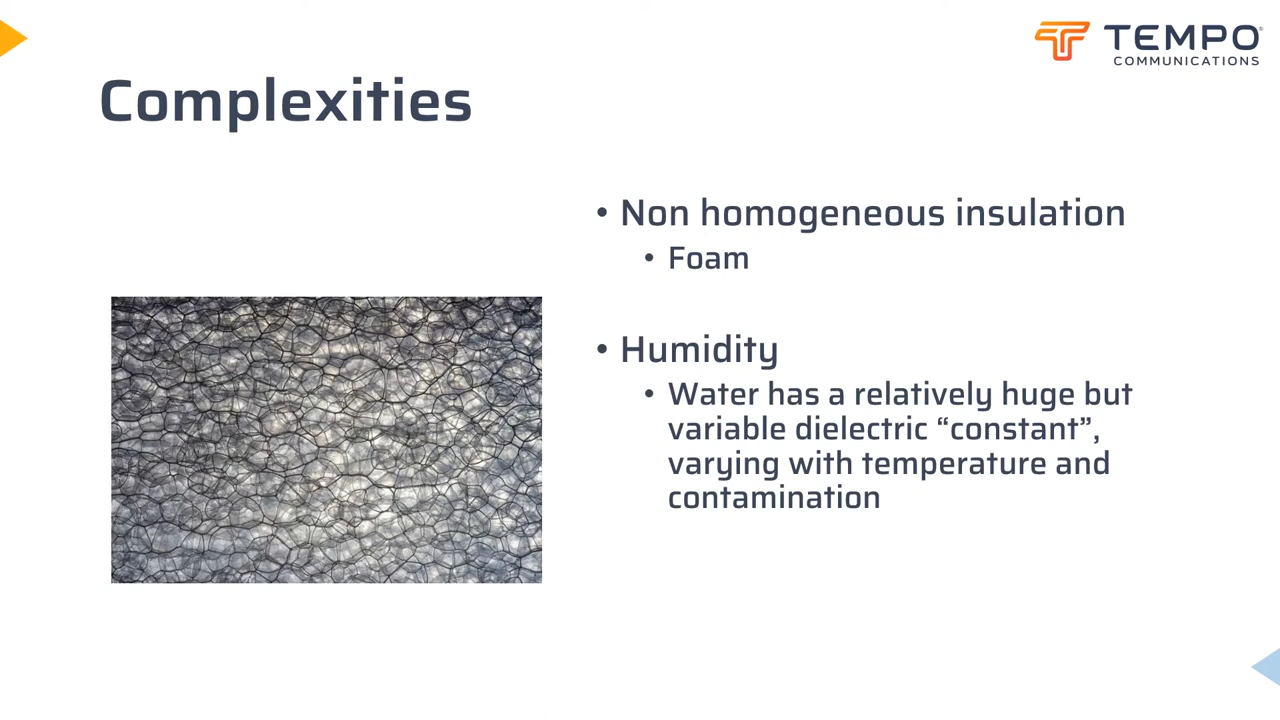 TEMPO
COMMUNICATIONS
Complexities
• Non homogeneous insulation
• Foam
• Humidity
• Water has a relatively huge but
variable dielectric “constant”,
varying with temperature and
contamination